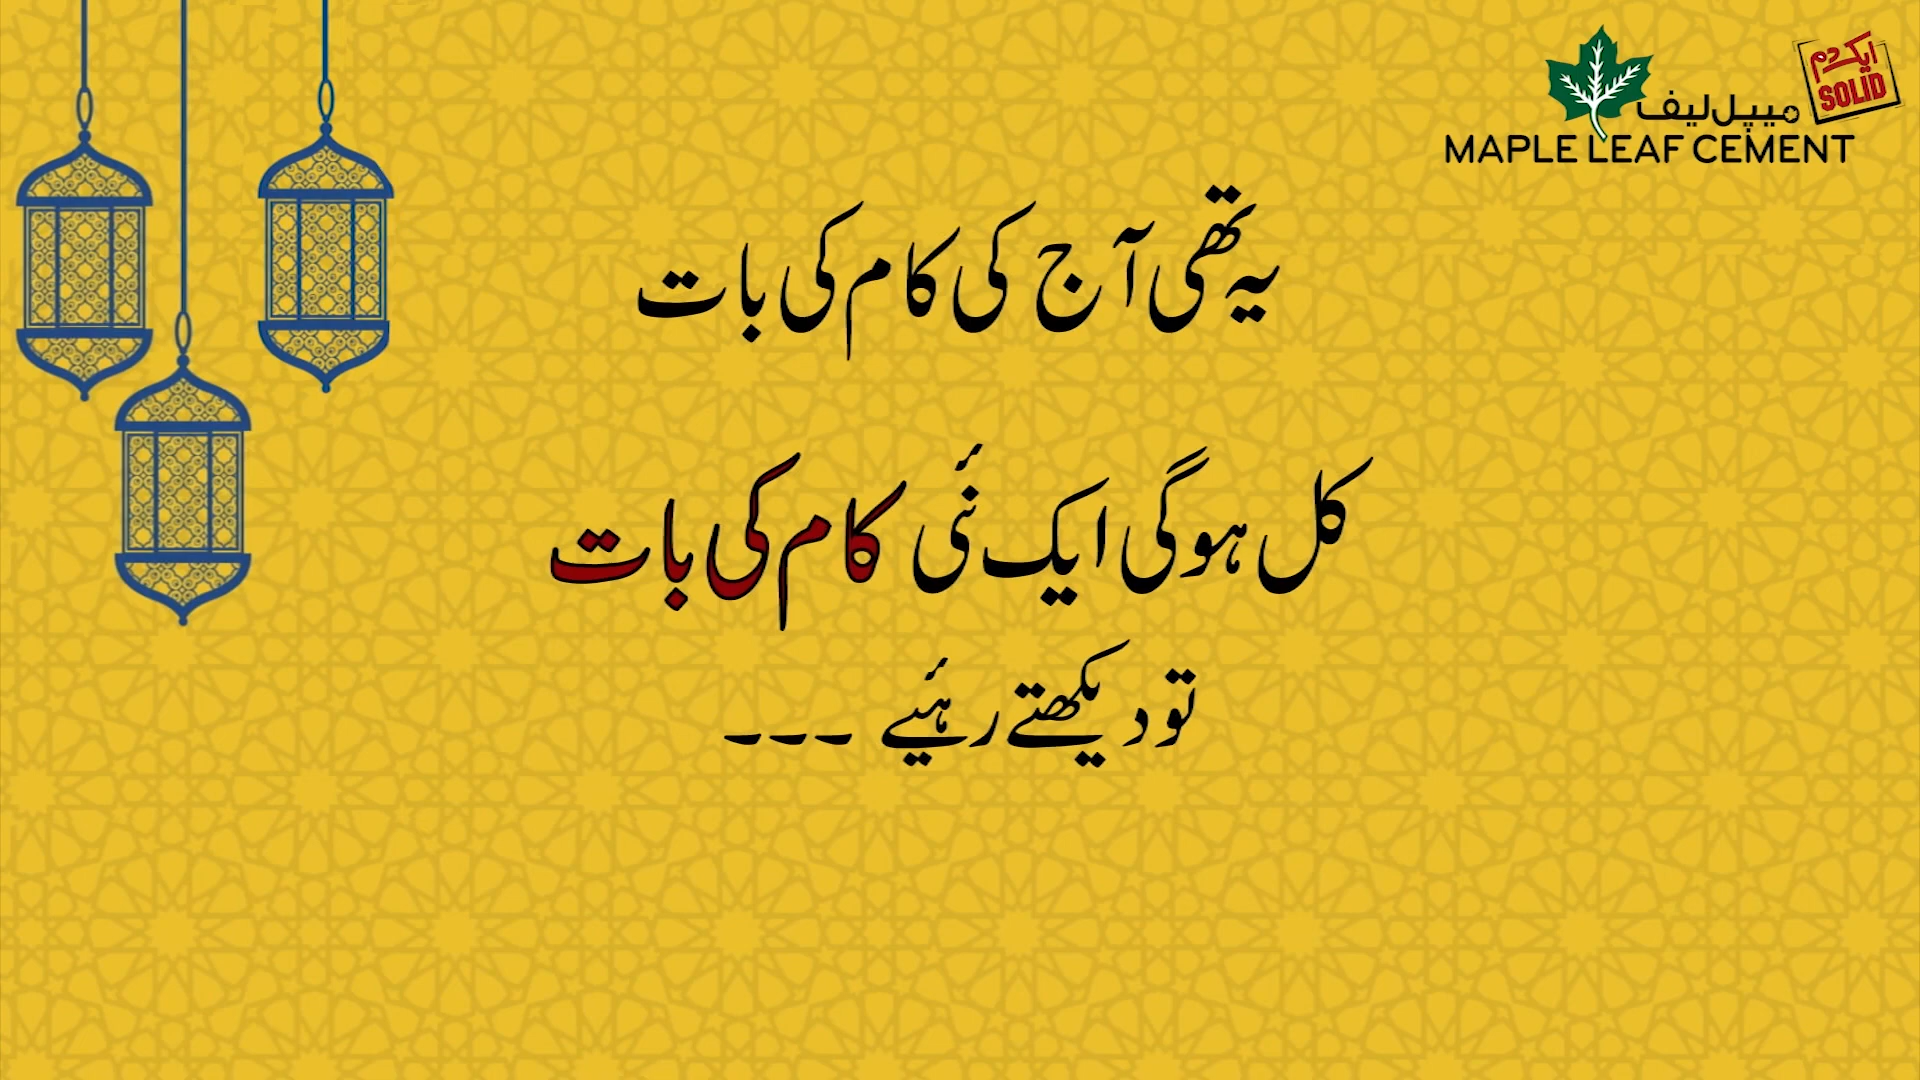 ایکدم
SOLID
میپل لیف
MAPLE LEAF CEMENT
یہ تھی آج کی کام کی بات
کل ہوگی ایک نئی کام کی بات
تو دیکھتے رہئیے ۔۔۔